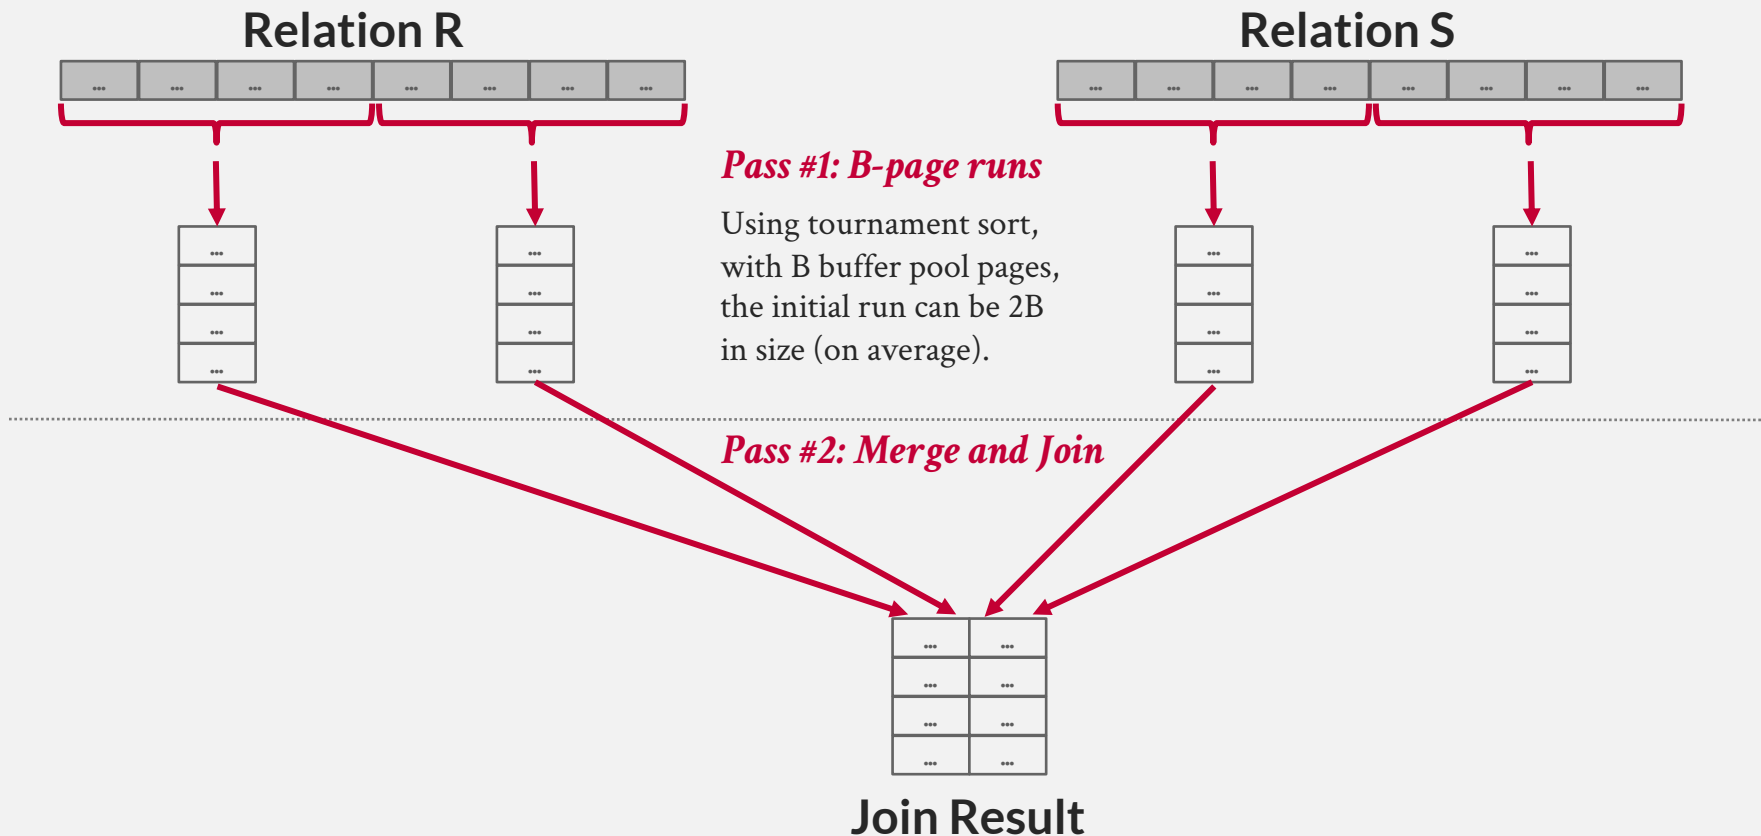 Relation R
Relation S
... ... ... ... ... ... ... ...
... ... ... ... ... ... ... ...
Pass #1: B-page runs
Using tournament sort,
with B buffer pool pages,
the initial run can be 2B
in size (on average).
... ... ... ...
... ... ... ...
... ... ... ...
... ... ... ...
Pass #2: Merge and Join
... ...
... ...
... ...
... ...
Join Result